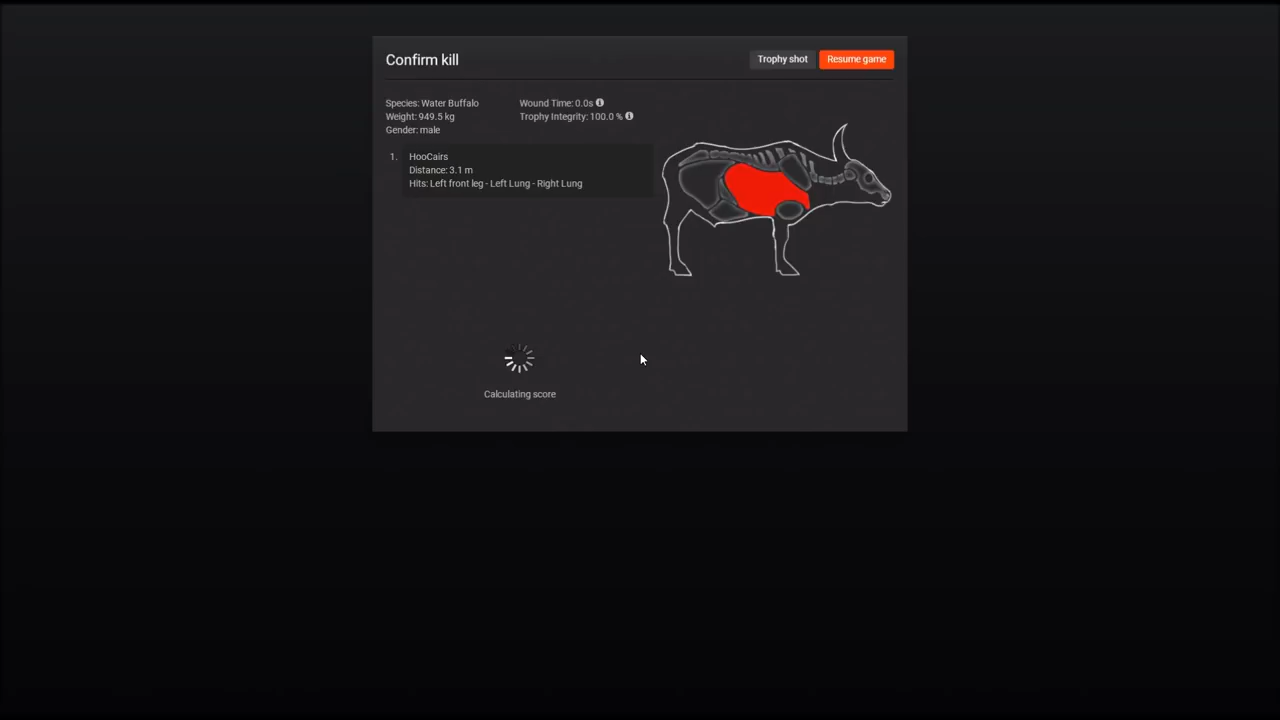 Confirm kill
Trophy shot
Resume game
Species: Water Buffalo
Weight: 949.5 kg
Gender: male
Wound Time: 0.0s
Trophy Integrity: 100.0 %
1.
HooCairs
Distance: 3.1 m
Hits: Left front leg - Left Lung - Right Lung
Calculating score